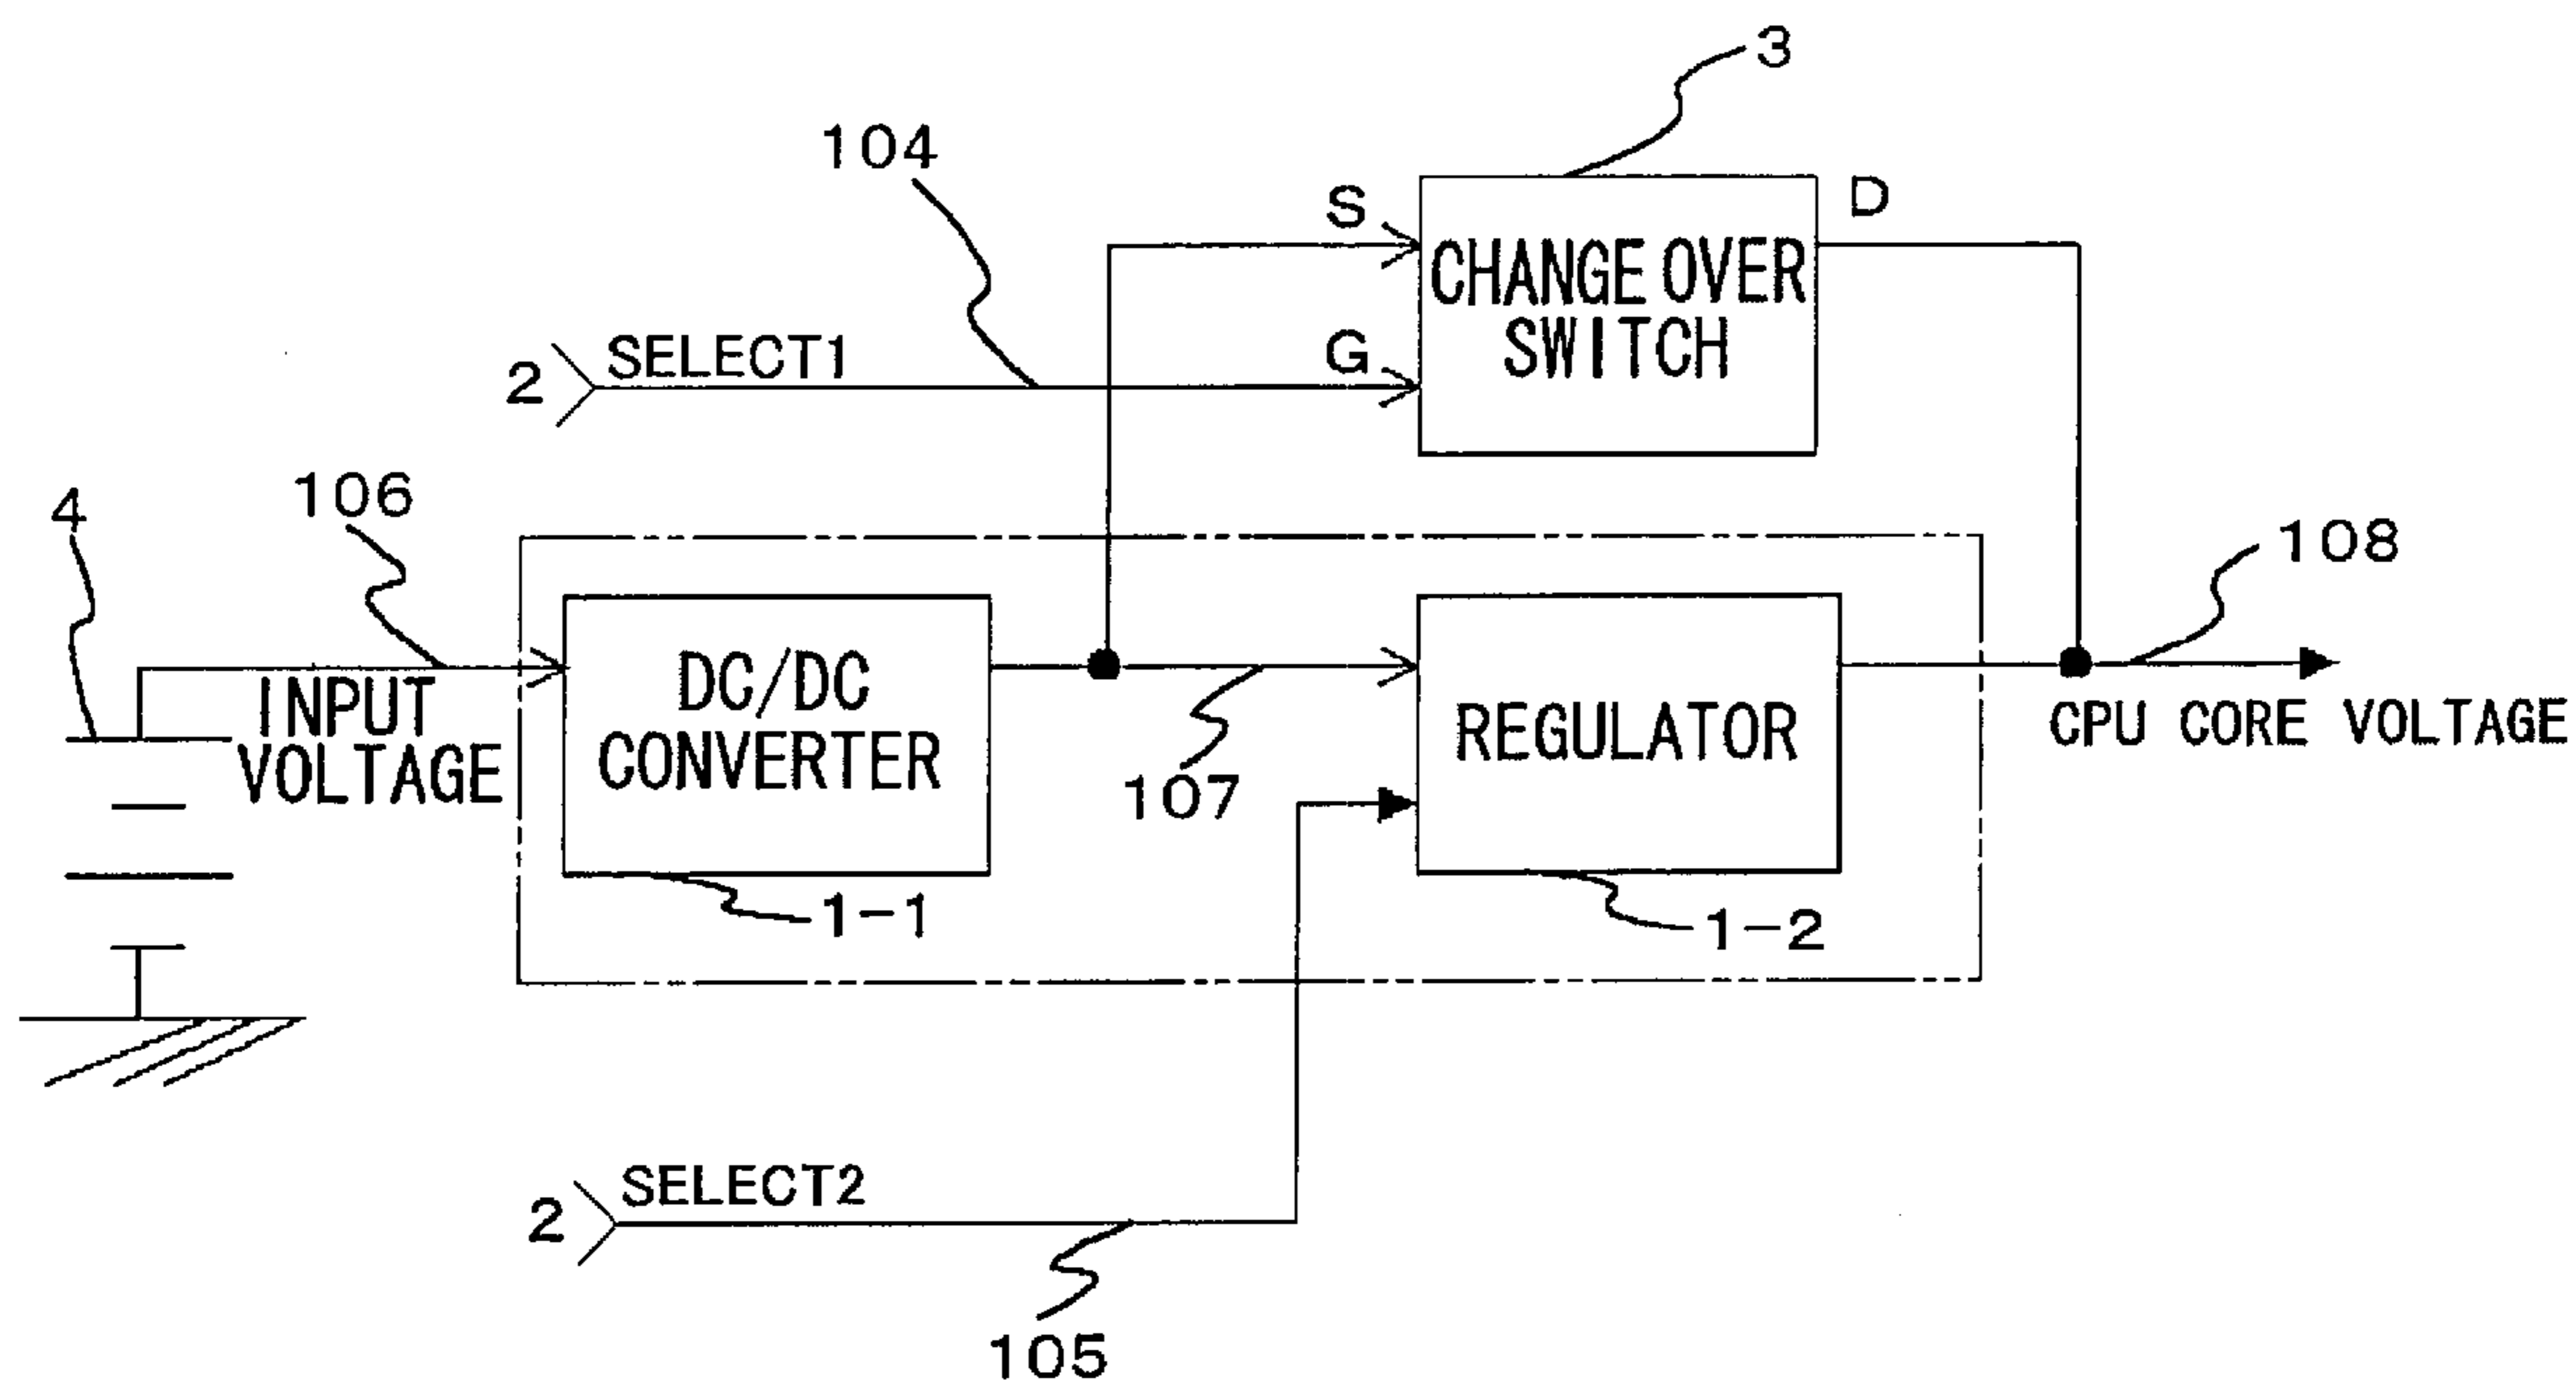 3
104
S
D
CHANGE OVER
SWITCH
2
SELECT1
G
4
106
108
INPUT
VOLTAGE
DC/DC
CONVERTER
107
REGULATOR
CPU CORE VOLTAGE
1-1
1-2
2
SELECT2
105